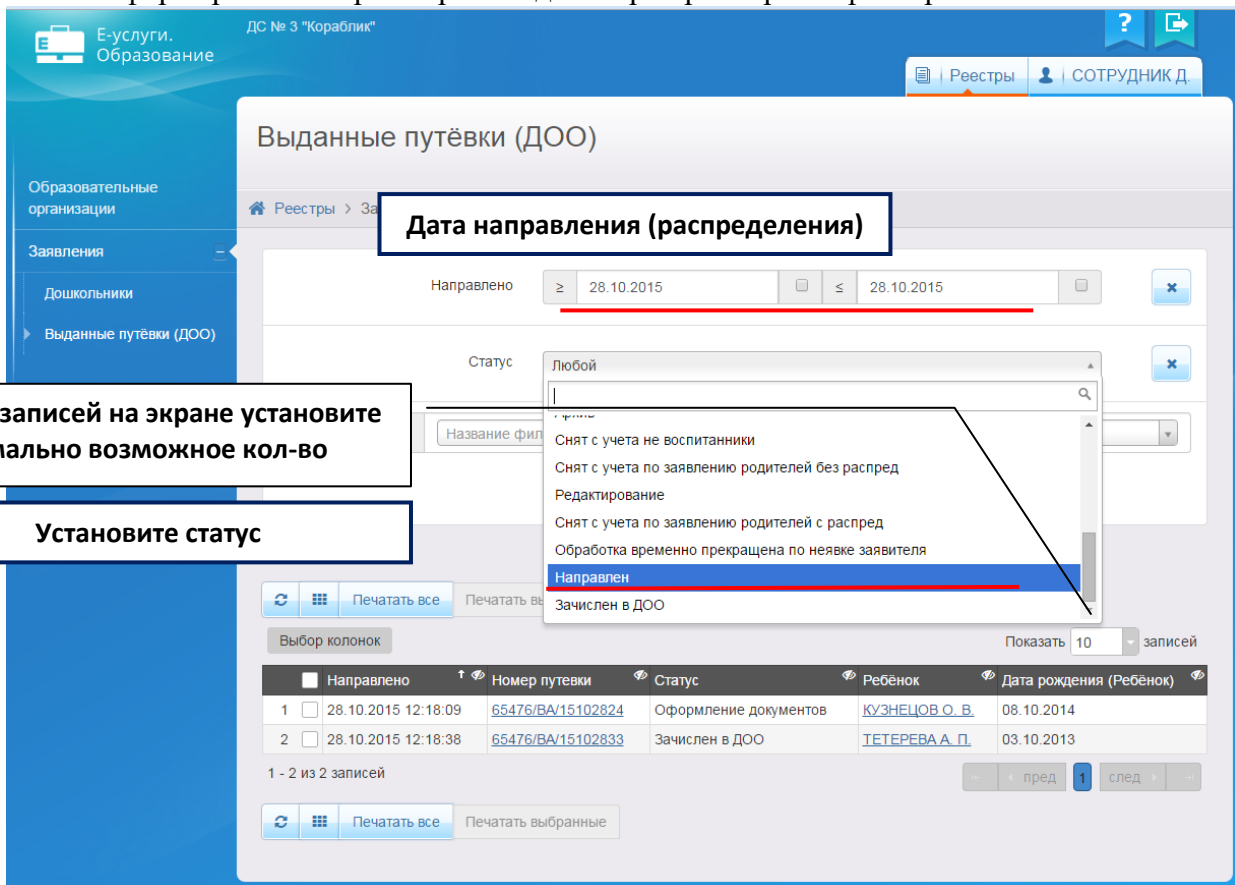 Е-услуги.
Образование
ДС № 3 "Кораблик"
?
Реестры
СОТРУДНИК Д.
Выданные путёвки (ДОО)
Образовательные
организации
Реестры > За
Дата направления (распределения)
Заявления
Дошкольники
Выданные путёвки (ДОО)
Направлено ≥ 28.10.2015 ≤ 28.10.2015
Статус Любой
записей на экране установите
мально возможное кол-во
Название фил
Установите статус
Архив
Снят с учета не воспитанники
Снят с учета по заявлению родителей без распред
Редактирование
Снят с учета по заявлению родителей с распред
Обработка временно прекращена по неявке заявителя
Направлен
Зачислен в ДОО
Печатать все Печатать вы
Выбор колонок
Показать 10 записей
Направлено Номер путевки Статус Ребёнок Дата рождения (Ребёнок)
1 28.10.2015 12:18:09 65476/ВА/15102824 Оформление документов КУЗНЕЦОВ О. В. 08.10.2014
2 28.10.2015 12:18:38 65476/ВА/15102833 Зачислен в ДОО ТЕТЕРЕВА А. П. 03.10.2013
1 - 2 из 2 записей
пред 1 след
Печатать все Печатать выбранные